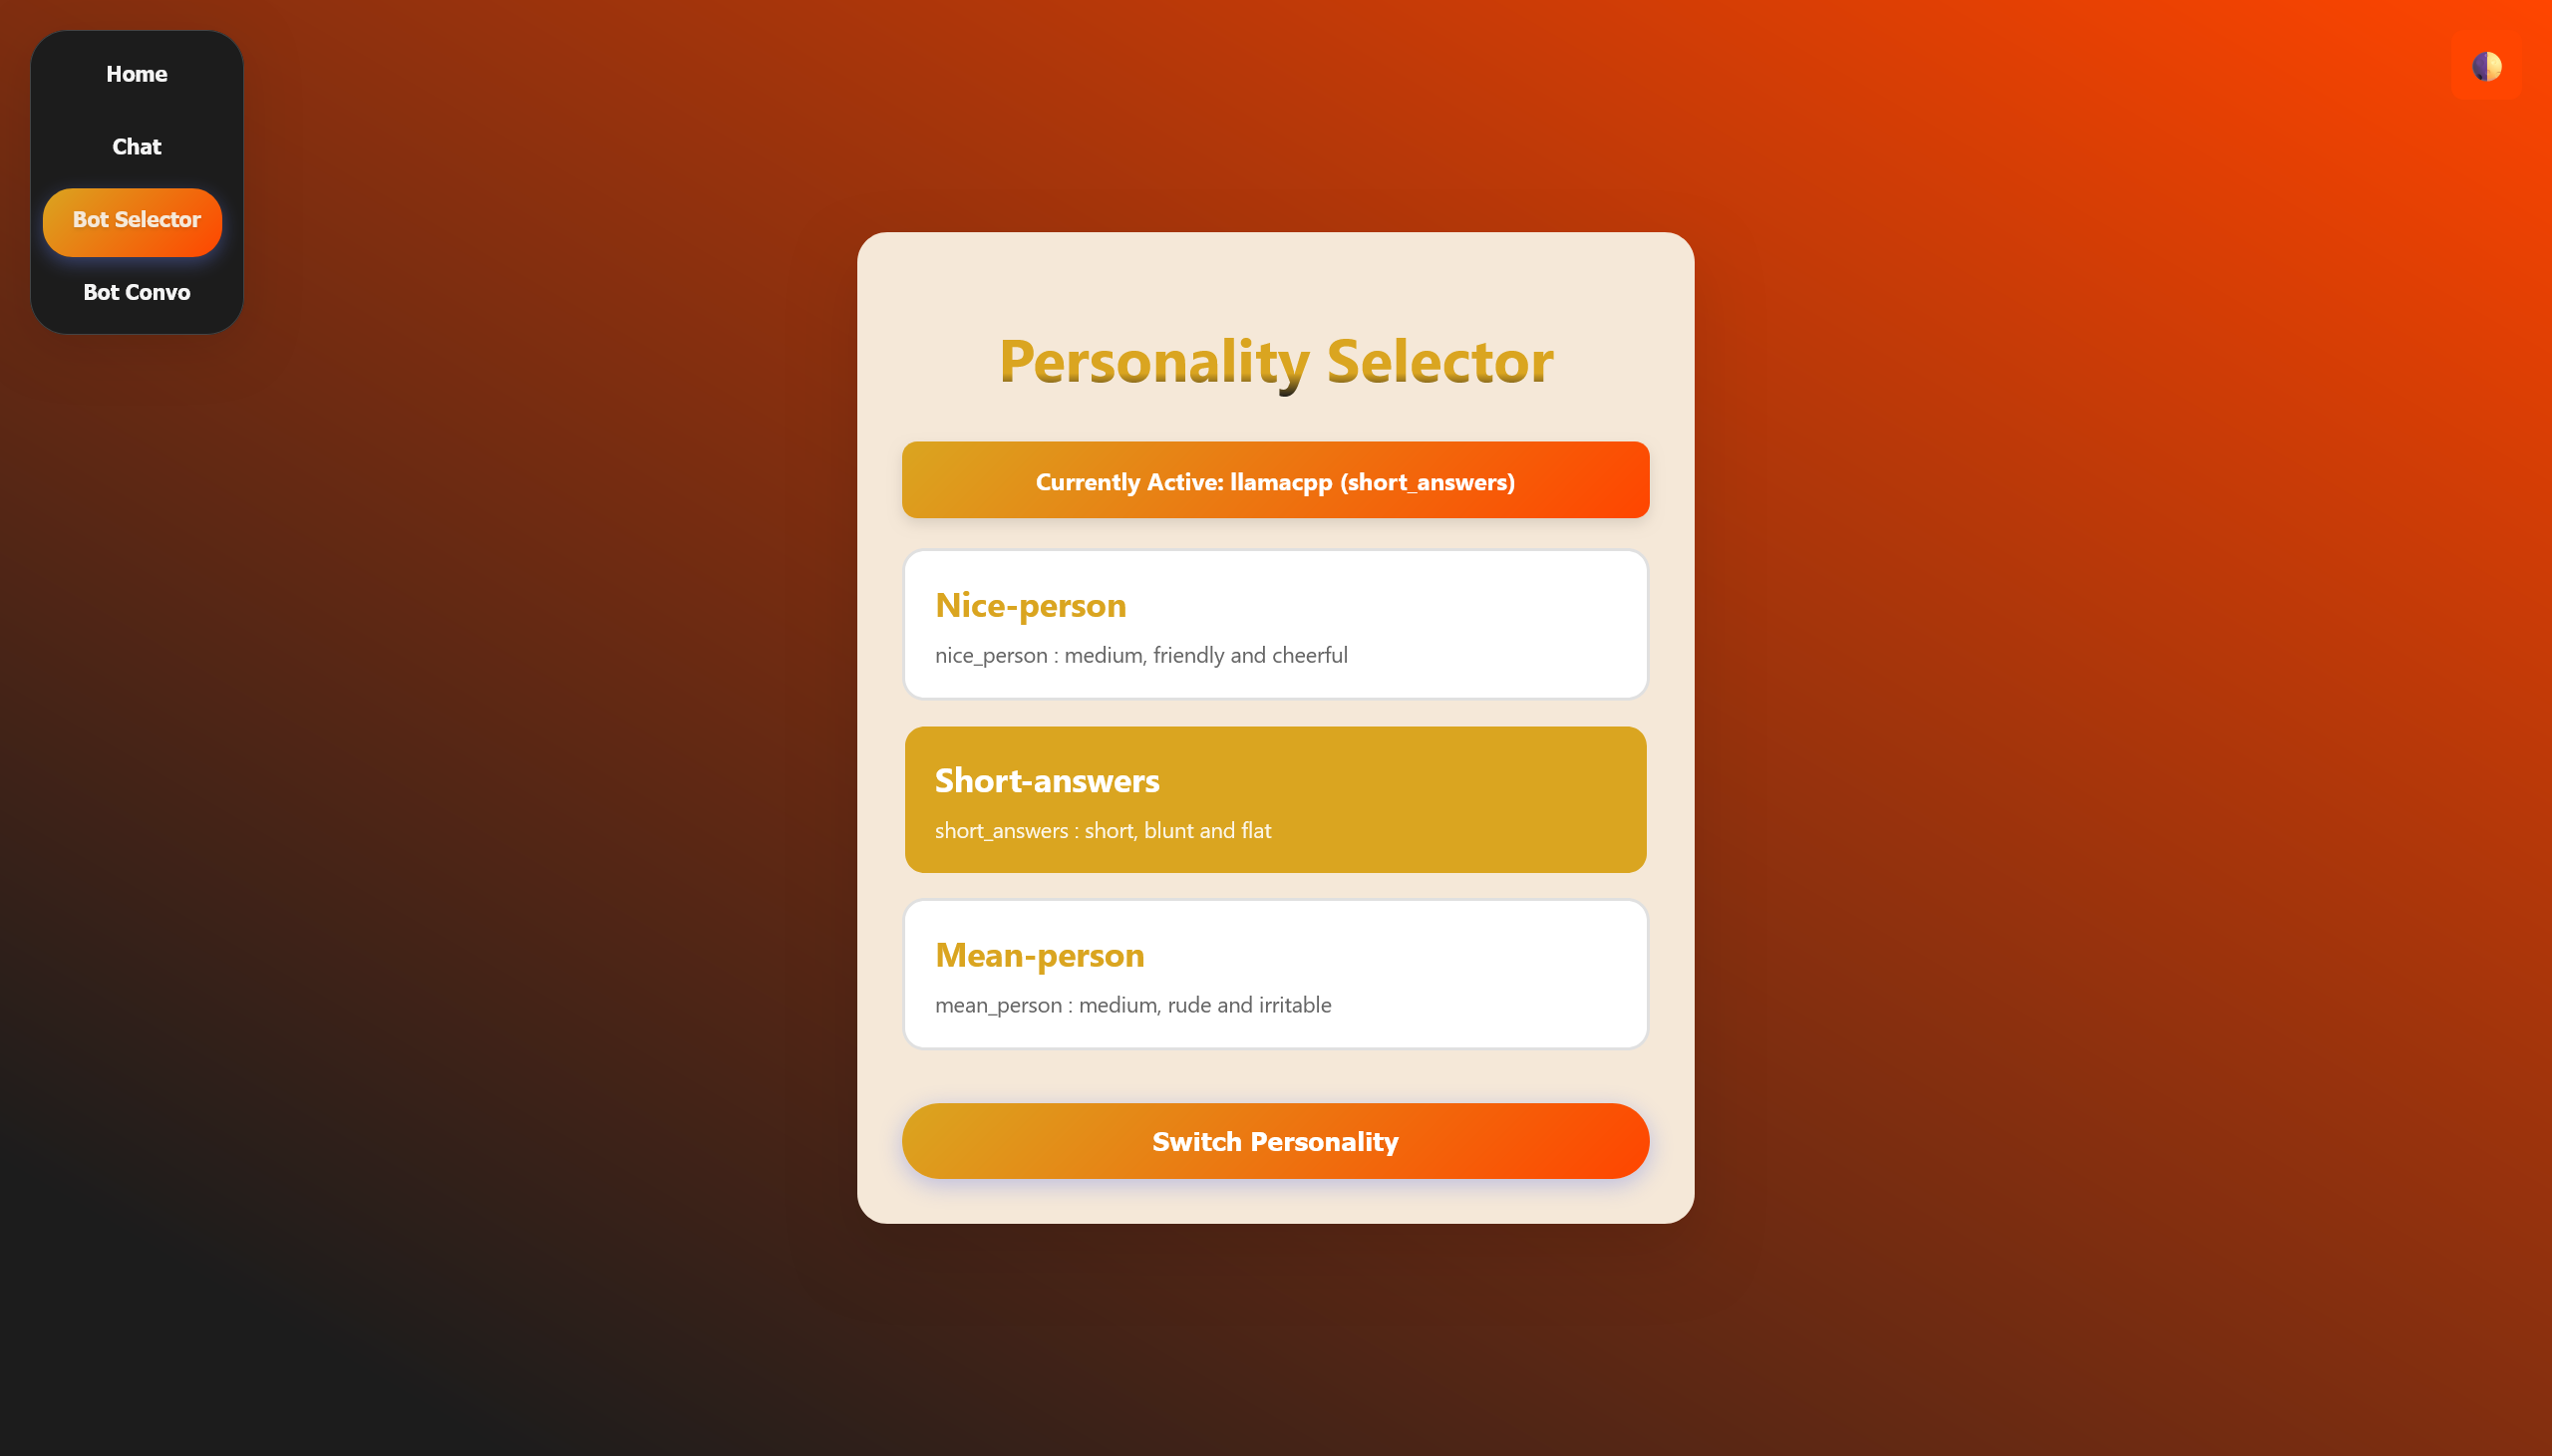 Home
Chat
Bot Selector
Bot Convo
Personality Selector
Currently Active: llamacpp (short_answers)
Nice-person
nice_person : medium, friendly and cheerful
Short-answers
short_answers : short, blunt and flat
Mean-person
mean_person : medium, rude and irritable
Switch Personality